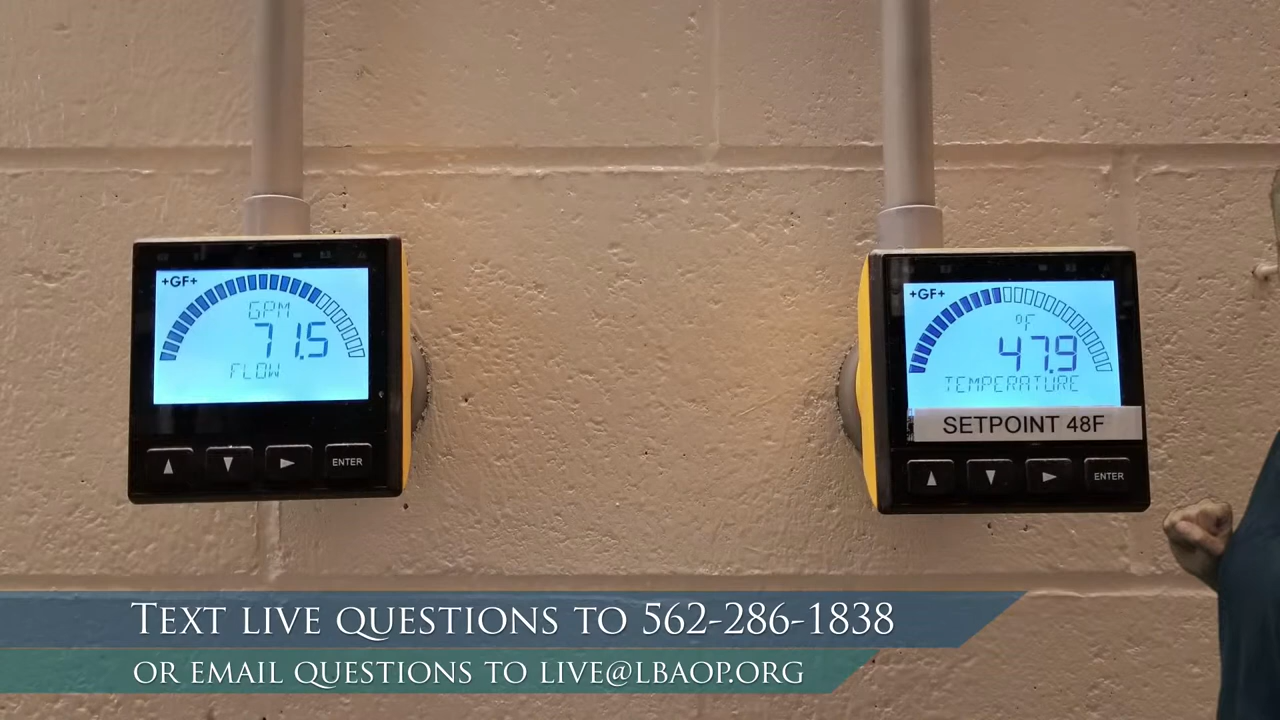 +GF+
GPM
71.5
FLOW
ENTER
+GF+
°F
47.9
TEMPERATURE
SETPOINT 48F
ENTER
TEXT LIVE QUESTIONS TO 562-286-1838
OR EMAIL QUESTIONS TO LIVE@LBAOP.ORG